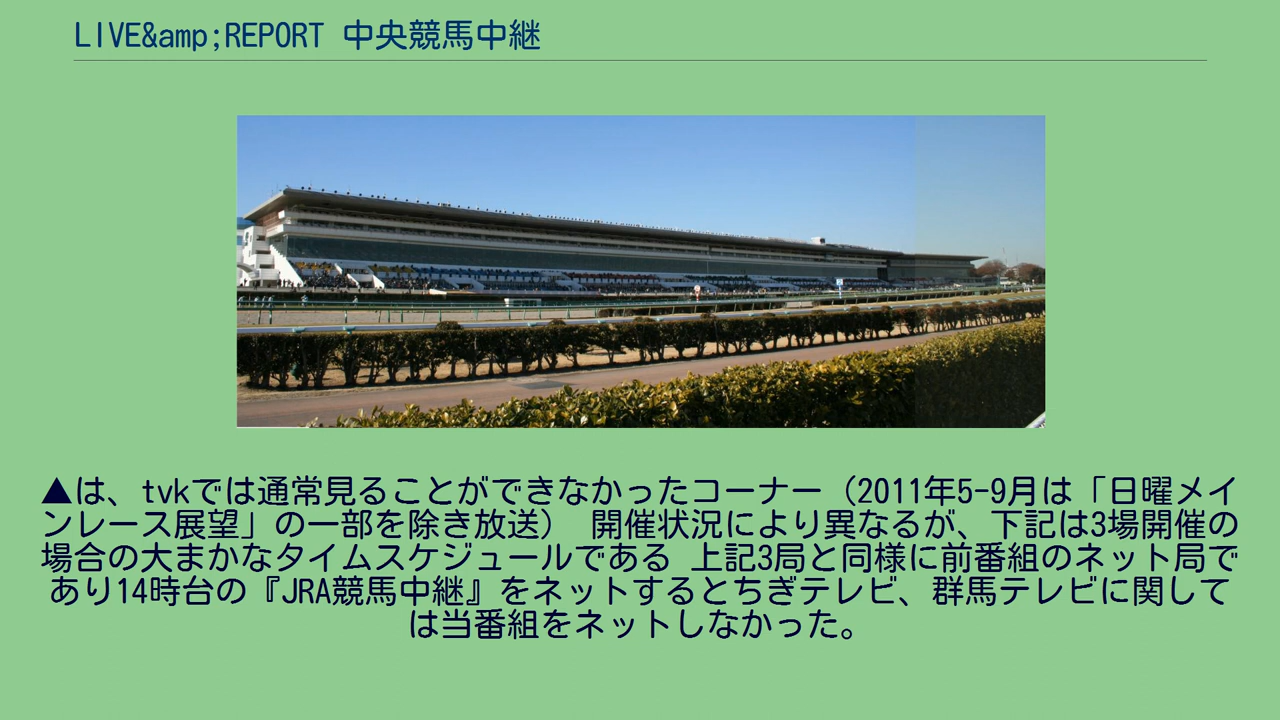 LIVE&amp;REPORT 中央競馬中継
▲は、tvkでは通常見ることができなかったコーナー（2011年5-9月は「日曜メイ
ンレース展望」の一部を除き放送） 開催状況により異なるが、下記は3場開催の
場合の大まかなタイムスケジュールである 上記3局と同様に前番組のネット局で
あり14時台の『JRA競馬中継』をネットするとちぎテレビ、群馬テレビに関して
は当番組をネットしなかった。